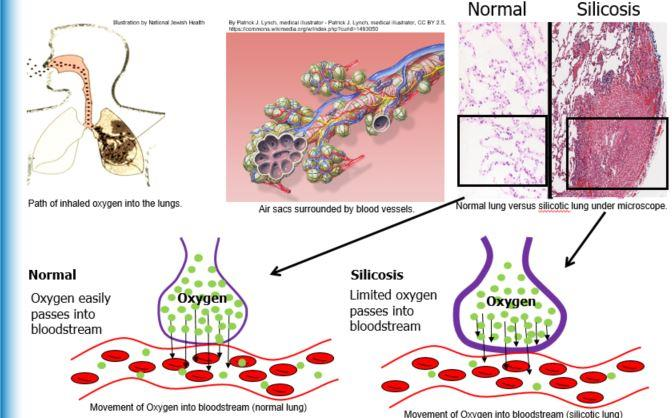 Illustration by National Jewish Health
By Patrick J. Lynch, medical illustrator - Patrick J. Lynch, medical illustrator, CC BY 2.5,
https://commons.wikimedia.org/w/index.php?curid=1493050
Normal
Silicosis
Path of inhaled oxygen into the lungs.
Air sacs surrounded by blood vessels.
Normal lung versus silicotic lung under microscope.
Normal
Oxygen easily
passes into
bloodstream
Oxygen
Silicosis
Limited oxygen
passes into
bloodstream
Oxygen
Movement of Oxygen into bloodstream (normal lung)
Movement of Oxygen into bloodstream (silicotic lung)